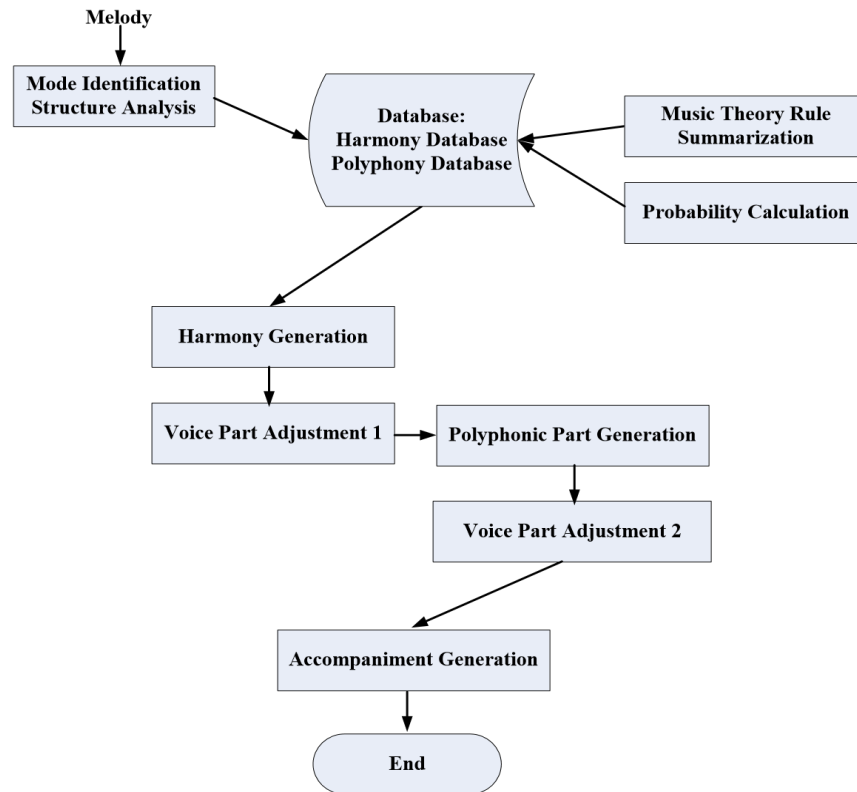 Melody
Mode Identification
Structure Analysis
Database:
Harmony Database
Polyphony Database
Music Theory Rule
Summarization
Probability Calculation
Harmony Generation
Voice Part Adjustment 1
Polyphonic Part Generation
Voice Part Adjustment 2
Accompaniment Generation
End